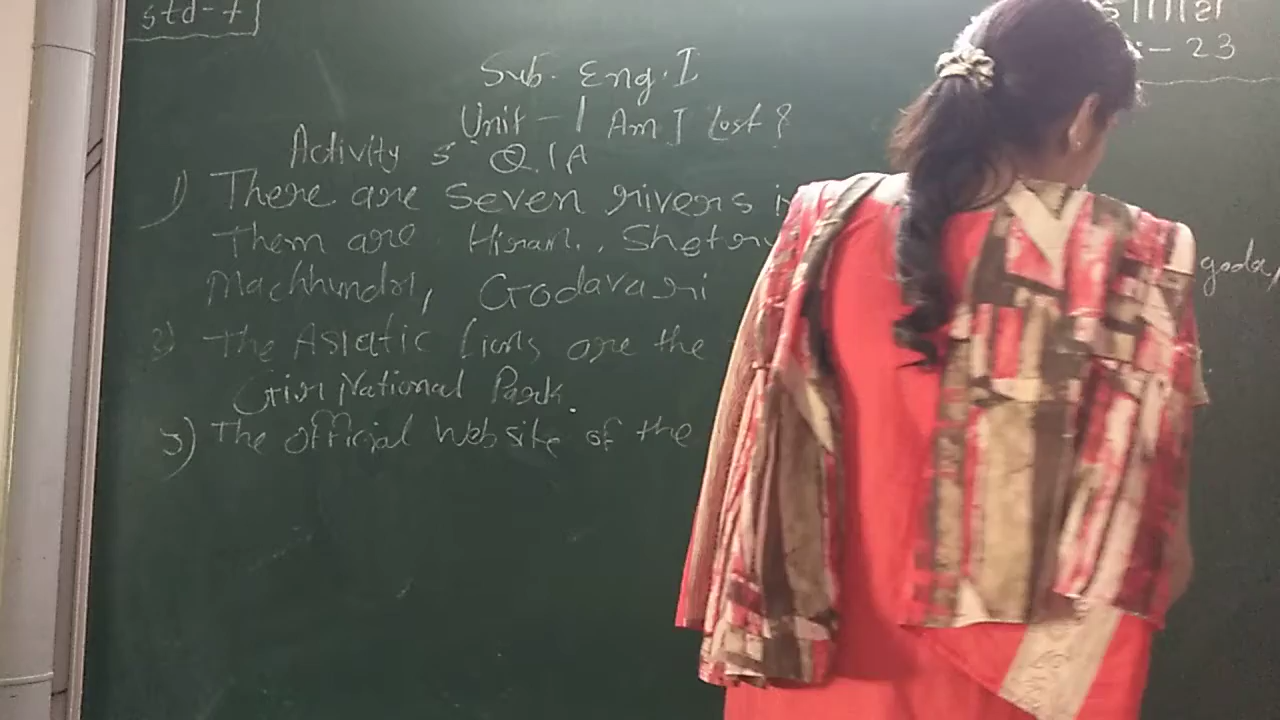 std-7
- 23
Sub. Eng. I
Unit - 1 Am I Lost ?
Activity 5 Q.1A
1) There are seven rivers
Them are Hiran.,
Machhundri, Godavari
2) The Asiatic Lions are the
Gir National Park.
3) The official Website of the